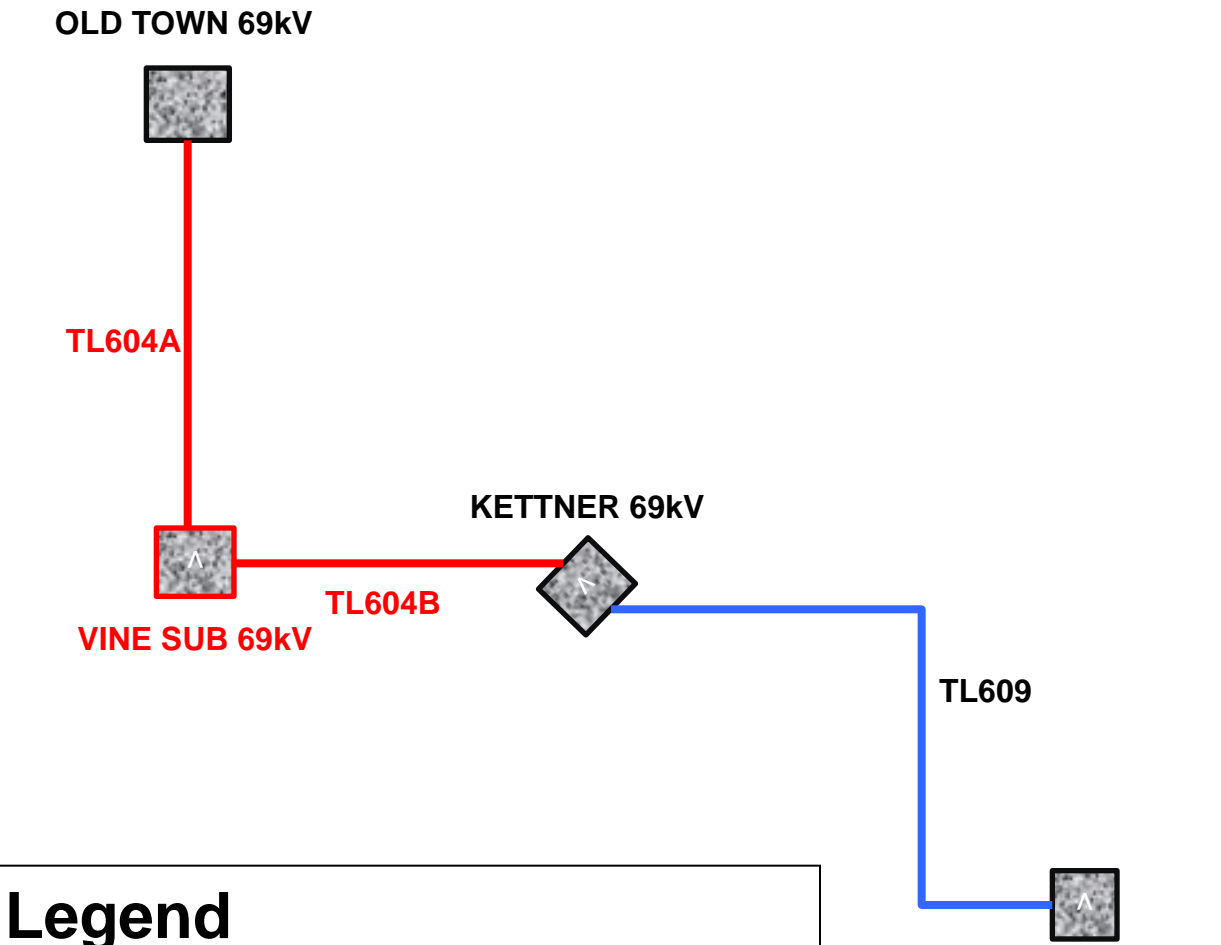 OLD TOWN 69kV
TL604A
KETTNER 69kV
TL604B
VINE SUB 69kV
TL609
Legend